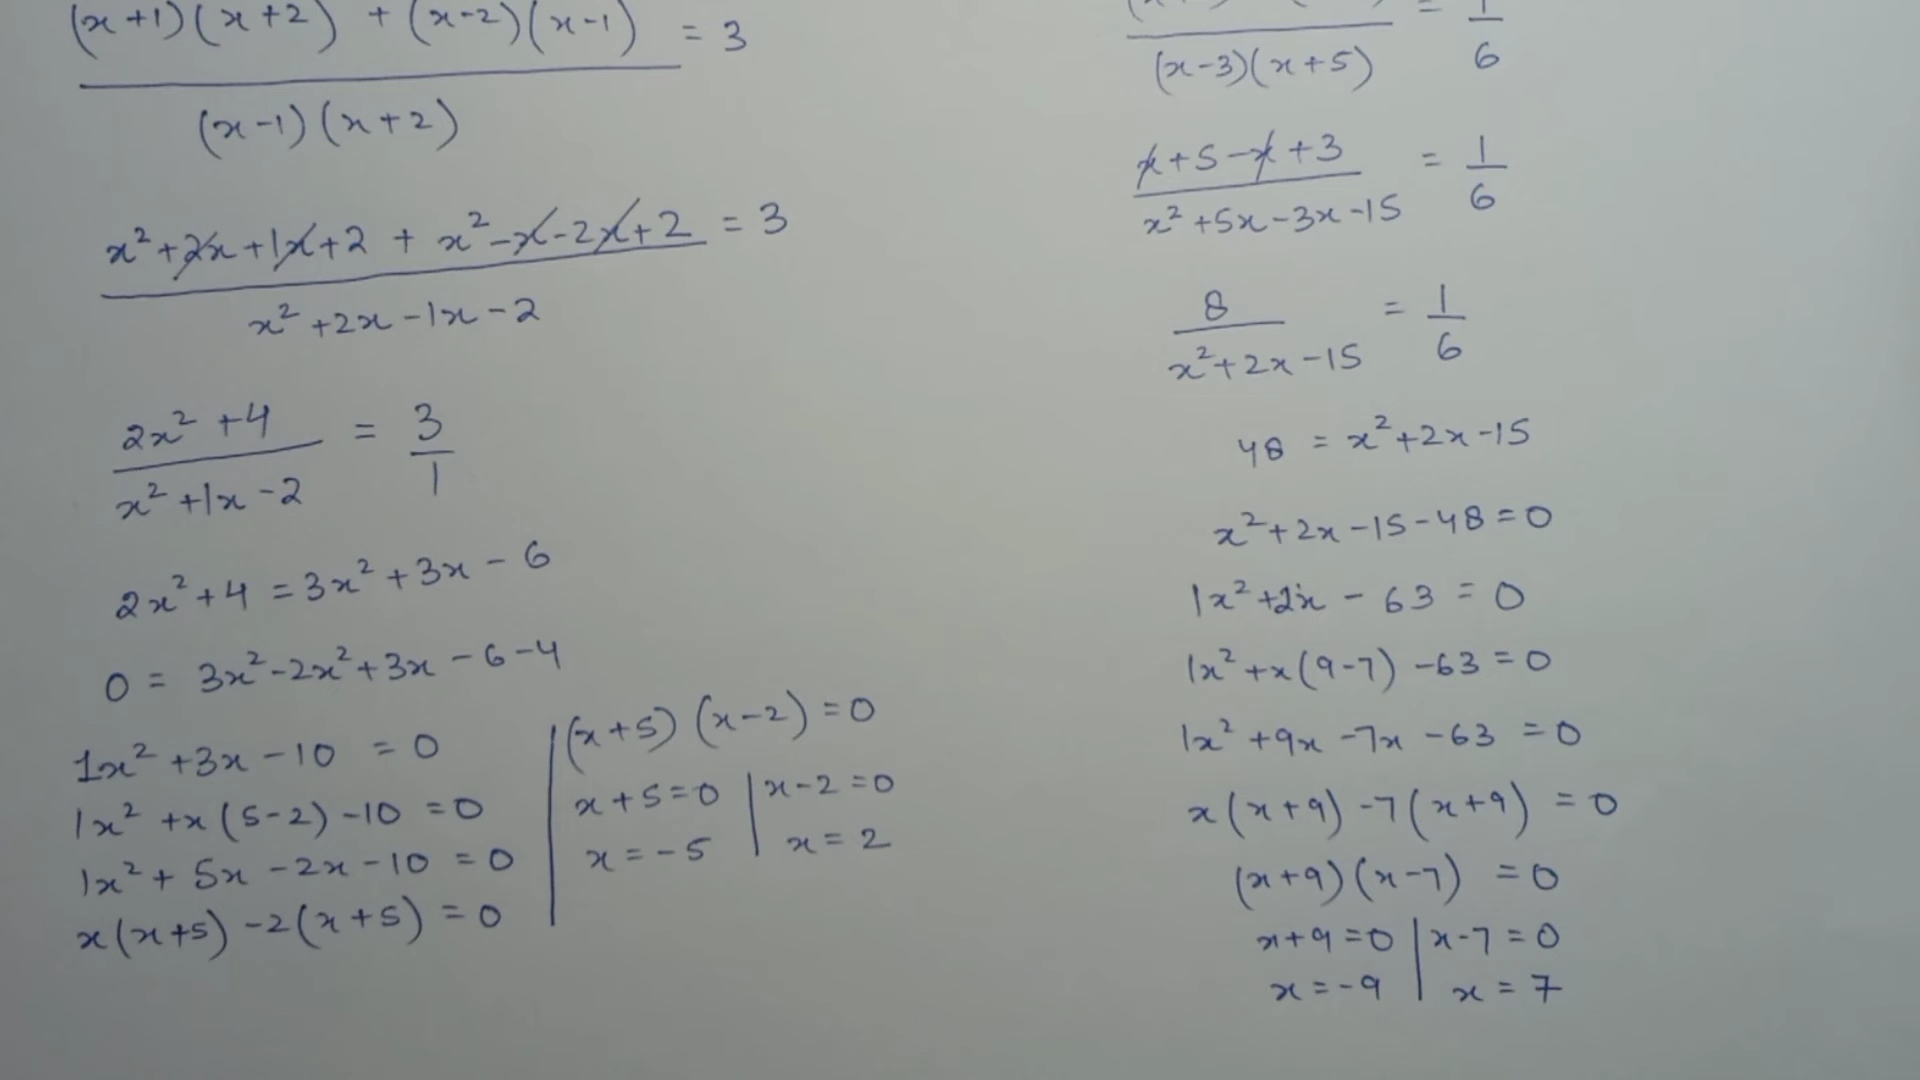 (x+1)(x+2) + (x-2)(x-1) = 3
(x-1)(x+2)
x²+2x+1x+2 + x²-x-2x+2 = 3
x²+2x-1x-2
2x²+4 = 3
x²+1x-2 1
2x²+4 = 3x²+3x-6
0 = 3x²-2x²+3x-6-4
1x²+3x-10 = 0
1x²+x(5-2)-10 = 0
1x²+5x-2x-10 = 0
x(x+5)-2(x+5) = 0
(x+5)(x-2) = 0
x+5=0 | x-2=0
x=-5 | x=2
= 1
(x-3)(x+5) 6
x+5-x+3 = 1
x²+5x-3x-15 6
8 = 1
x²+2x-15 6
48 = x²+2x-15
x²+2x-15-48=0
1x²+2x-63=0
1x²+x(9-7)-63=0
1x²+9x-7x-63=0
x(x+9)-7(x+9)=0
(x+9)(x-7)=0
x+9=0 | x-7=0
x=-9 | x=7